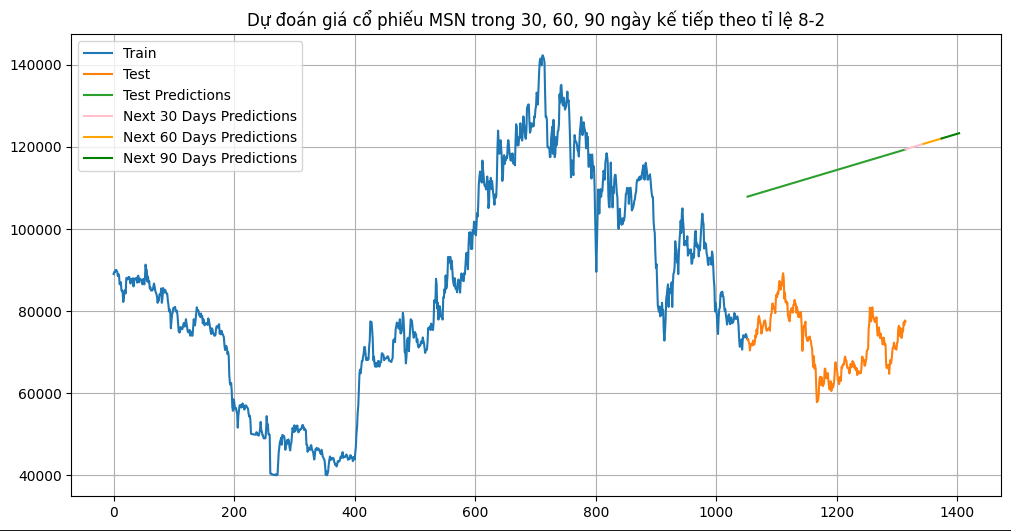 Dự đoán giá cổ phiếu MSN trong 30, 60, 90 ngày kế tiếp theo tỉ lệ 8-2
Train
Test
Test Predictions
Next 30 Days Predictions
Next 60 Days Predictions
Next 90 Days Predictions
140000
120000
100000
80000
60000
40000
0 200 400 600 800 1000 1200 1400